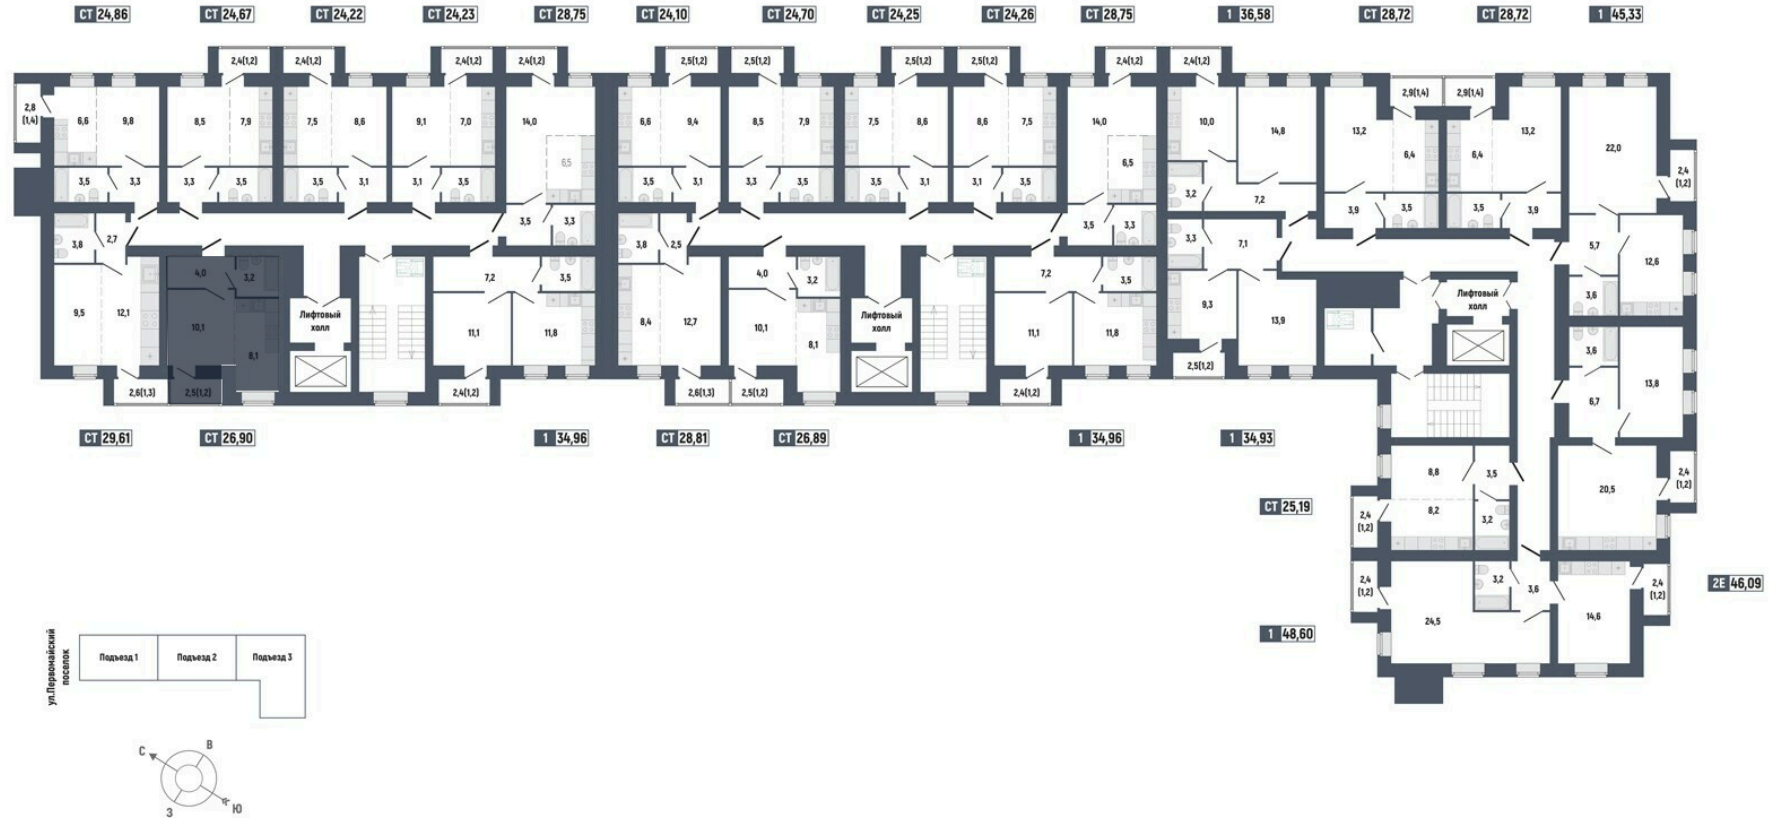 СТ 24,86 СТ 24,67 СТ 24,22 СТ 24,23 СТ 28,75 СТ 24,10 СТ 24,70 СТ 24,25 СТ 24,26 СТ 28,75 1 36,58 СТ 28,72 СТ 28,72 1 45,33
2,4(1,2) 2,4(1,2) 2,4(1,2) 2,4(1,2) 2,5(1,2) 2,5(1,2) 2,5(1,2) 2,5(1,2) 2,4(1,2) 2,4(1,2)
2,9(1,4) 2,9(1,4)
2,8
(1,4)
6,6 9,8 8,5 7,9 7,5 8,6 9,1 7,0 14,0 6,6 9,4 8,5 7,9 7,5 8,6 8,6 7,5 14,0 10,0 14,8 13,2 13,2 22,0
6,5 6,5 6,4 6,4
2,4
(1,2)
3,5 3,3 3,3 3,5 3,5 3,1 3,1 3,5 3,5 3,1 3,3 3,5 3,5 3,1 3,1 3,5 3,2 7,2
3,9 3,5 3,5 3,9
3,5 3,3 3,5 3,3
3,8 2,7 3,8 2,5 3,3 7,1 5,7 12,6
4,0 3,2 7,2 3,5 4,0 3,2 7,2 3,5
3,6
9,5 12,1 10,1 8,1 11,1 11,8 8,4 12,7 10,1 8,1 11,1 11,8 9,3 13,9
Лифтовый
холл
Лифтовый
холл
Лифтовый
холл
3,6 13,8
6,7
2,6(1,3) 2,5(1,2) 2,4(1,2) 2,6(1,3) 2,5(1,2) 2,4(1,2) 2,5(1,2)
СТ 29,61 СТ 26,90 1 34,96 СТ 28,81 СТ 26,89 1 34,96 1 34,93
8,8 3,5
8,2 3,2
20,5
2,4
(1,2)
СТ 25,19
2,4
(1,2)
2,4
(1,2)
3,2 3,6
24,5 14,6
2,4
(1,2)
2Е 46,09
1 48,60
ул.Первомайский
поселок
Подъезд 1 Подъезд 2 Подъезд 3
С В
З Ю